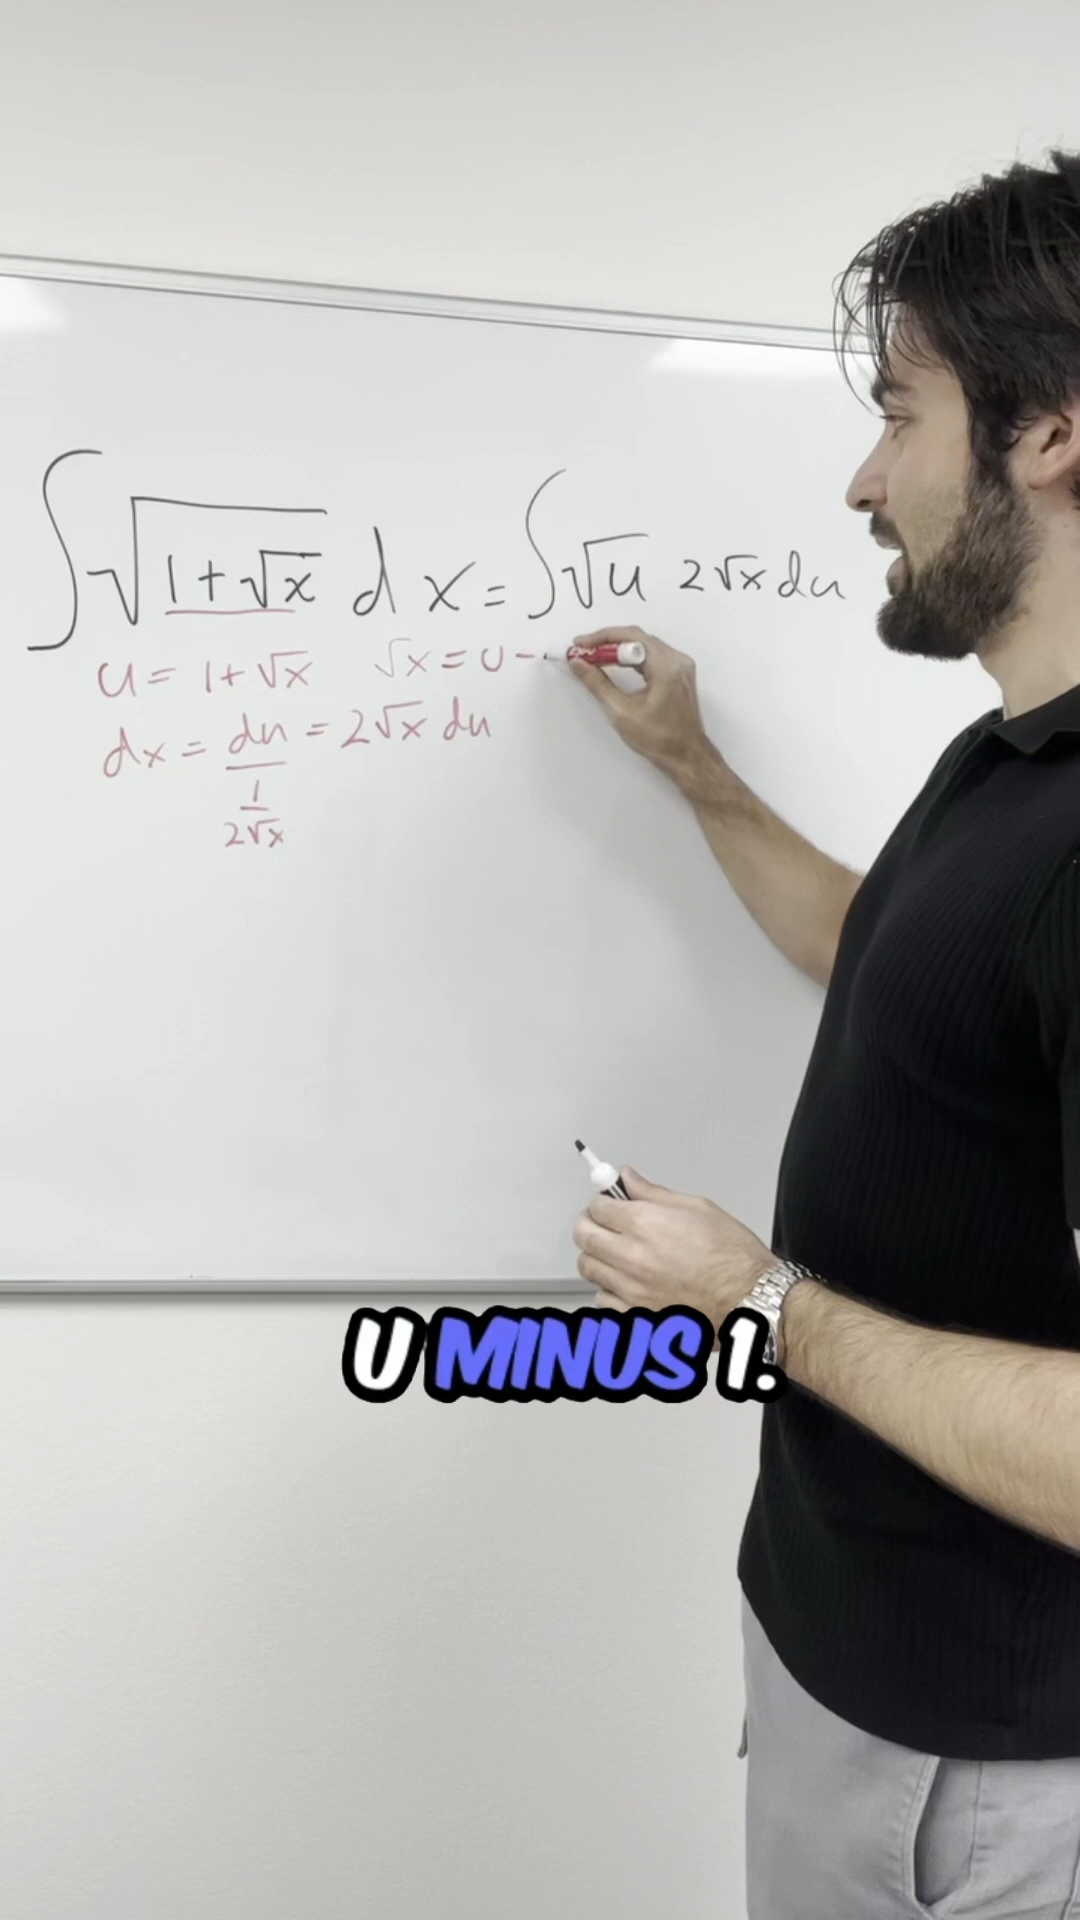 ∫√(1+√x) dx = ∫√u 2√x du
u = 1+√x √x = u -
dx = du/(1/(2√x)) = 2√x du
U MINUS 1.